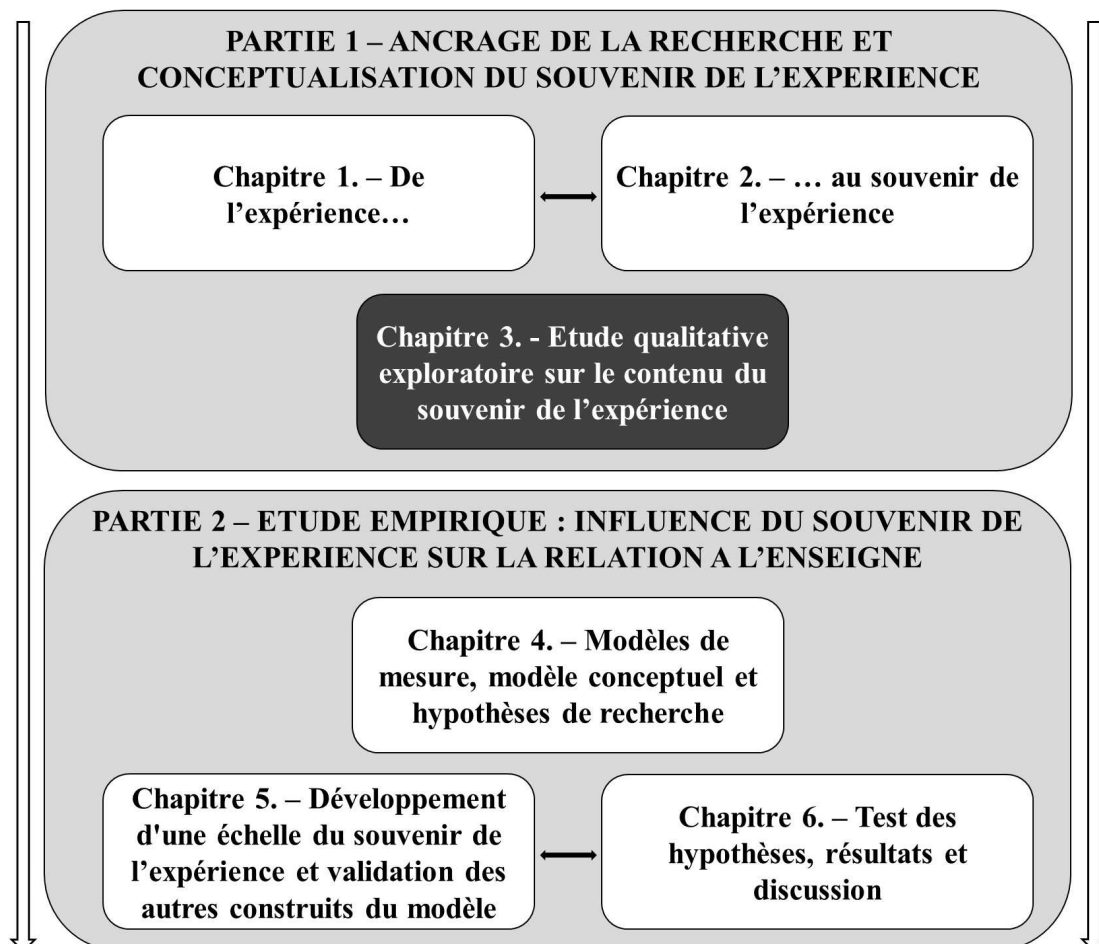 PARTIE 1 – ANCRAGE DE LA RECHERCHE ET
CONCEPTUALISATION DU SOUVENIR DE L’EXPERIENCE
Chapitre 1. – De
l’expérience…
Chapitre 2. – … au souvenir de
l’expérience
Chapitre 3. - Etude qualitative
exploratoire sur le contenu du
souvenir de l’expérience
PARTIE 2 – ETUDE EMPIRIQUE : INFLUENCE DU SOUVENIR DE
L’EXPERIENCE SUR LA RELATION A L’ENSEIGNE
Chapitre 4. – Modèles de
mesure, modèle conceptuel et
hypothèses de recherche
Chapitre 5. – Développement
d'une échelle du souvenir de
l’expérience et validation des
autres construits du modèle
Chapitre 6. – Test des
hypothèses, résultats et
discussion